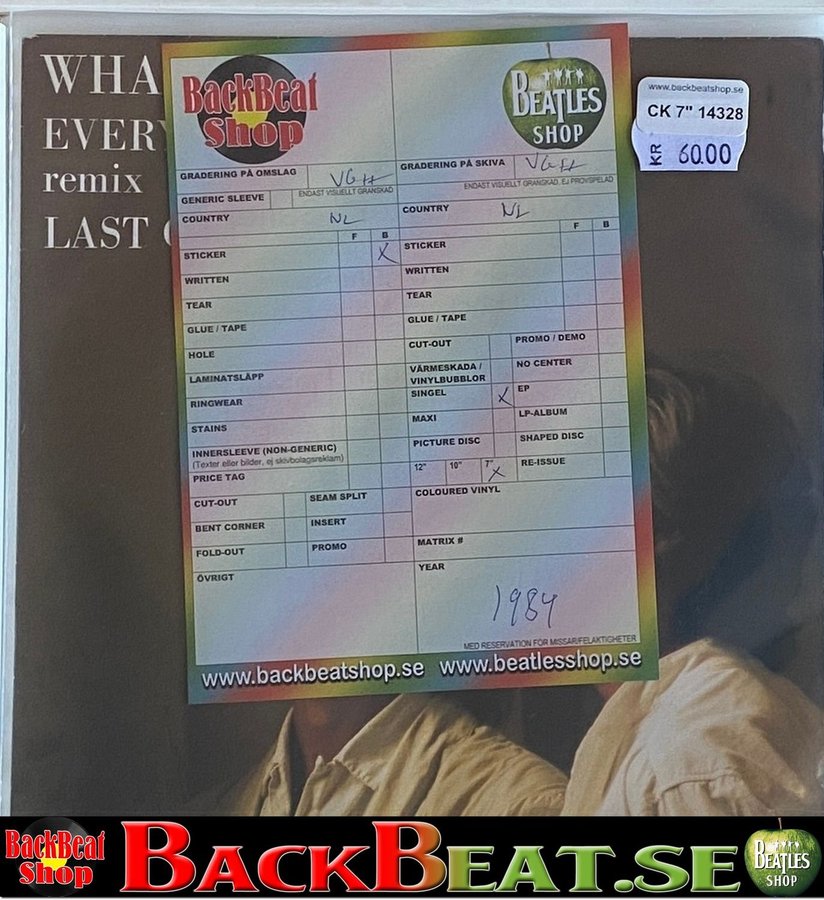 WHA
EVERY
remix
LAST
BackBeat
Shop
BEATLES
SHOP
www.backbeatshop.se
CK 7" 14328
KR 60.00
GRADERING PÅ OMSLAG VG++
ENDAST VISUELLT GRANSKAD
GENERIC SLEEVE
COUNTRY NL
F B
STICKER X
WRITTEN
TEAR
GLUE / TAPE
HOLE
LAMINATSLÄPP
RINGWEAR
STAINS
INNERSLEEVE (NON-GENERIC)
(Texter eller bilder, ej skivbolagsreklam)
PRICE TAG
CUT-OUT SEAM SPLIT
BENT CORNER INSERT
FOLD-OUT PROMO
ÖVRIGT
GRADERING PÅ SKIVA VG++
ENDAST VISUELLT GRANSKAD, EJ PROVSPELAD
COUNTRY NL
F B
STICKER
WRITTEN
TEAR
GLUE / TAPE
CUT-OUT PROMO / DEMO
VÄRMESKADA /
VINYLBUBBLOR NO CENTER
SINGEL X EP
MAXI LP-ALBUM
PICTURE DISC SHAPED DISC
12" 10" 7" X RE-ISSUE
COLOURED VINYL
MATRIX #
YEAR
1984
MED RESERVATION FÖR MISSAR/FELAKTIGHETER
www.backbeatshop.se www.beatlesshop.se
BackBeat
Shop
BACKBEAT.SE
BEATLES
SHOP